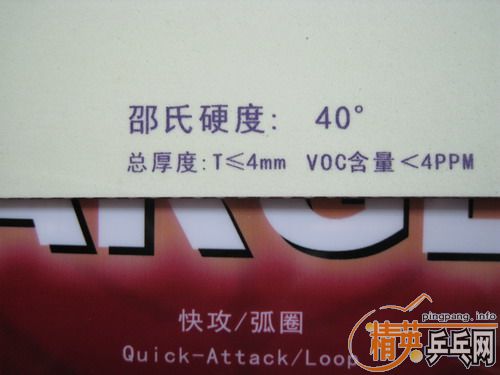 邵氏硬度: 40°
总厚度:T≤4mm VOC含量<4PPM
快攻/弧圈
Quick-Attack/Loop
pingpang.info
精英乒乓网